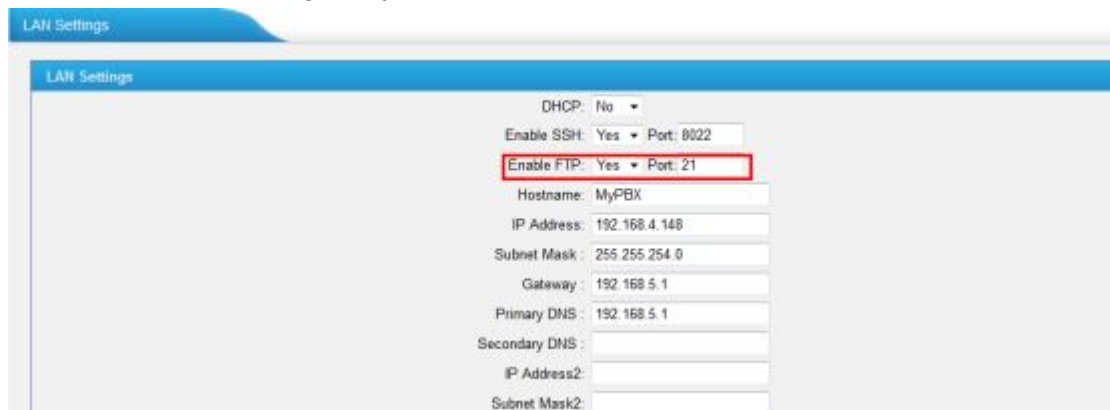 LAN Settings
LAN Settings
DHCP: No
Enable SSH: Yes Port: 8022
Enable FTP: Yes Port: 21
Hostname: MyPBX
IP Address: 192.168.4.148
Subnet Mask : 255.255.254.0
Gateway : 192.168.5.1
Primary DNS : 192.168.5.1
Secondary DNS :
IP Address2:
Subnet Mask2: